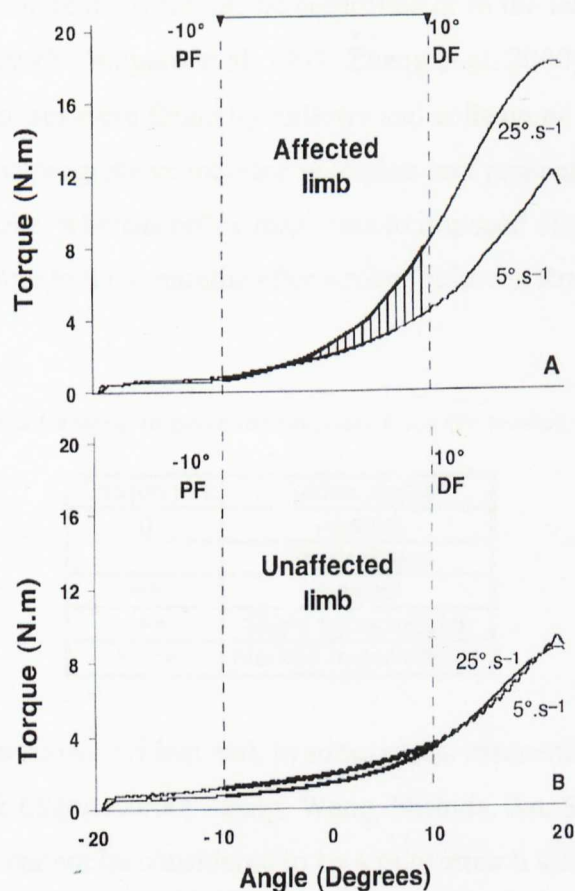 -10°
10°
PF
DF
20
16
12
8
4
0
Torque (N.m)
Affected
limb
25°.s⁻¹
5°.s⁻¹
A
-10°
10°
PF
DF
20
16
12
8
4
0
Torque (N.m)
Unaffected
limb
25°.s⁻¹
5°.s⁻¹
B
-20 -10 0 10 20
Angle (Degrees)